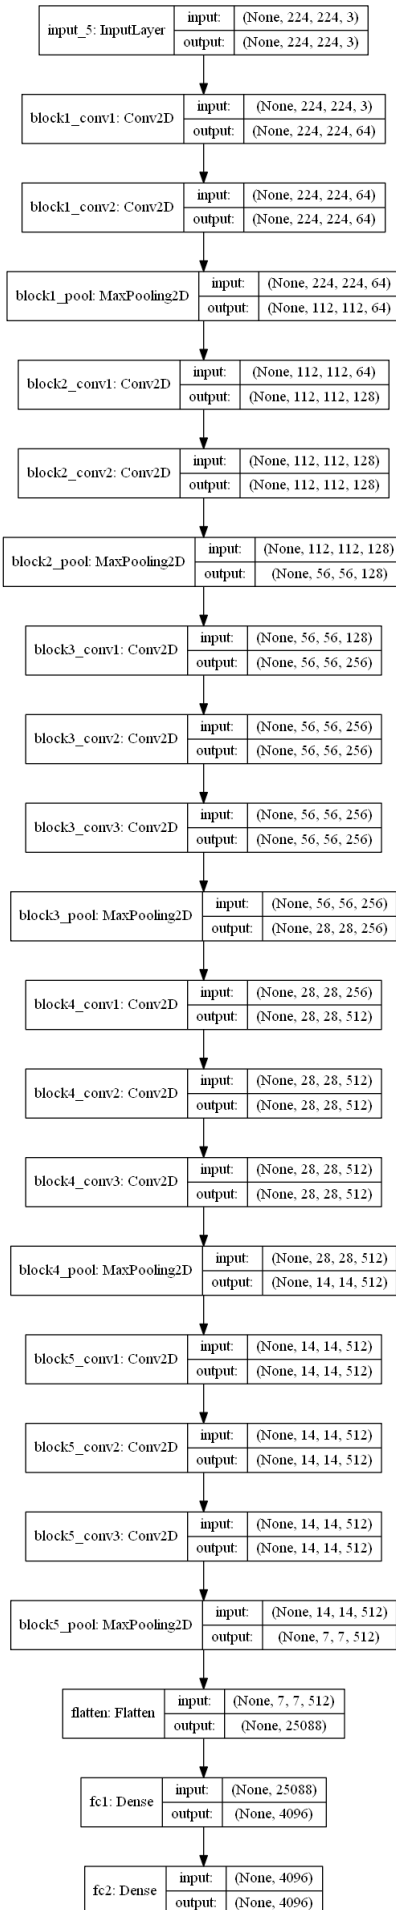 input_5: InputLayer input: (None, 224, 224, 3)
output: (None, 224, 224, 3)
block1_conv1: Conv2D input: (None, 224, 224, 3)
output: (None, 224, 224, 64)
block1_conv2: Conv2D input: (None, 224, 224, 64)
output: (None, 224, 224, 64)
block1_pool: MaxPooling2D input: (None, 224, 224, 64)
output: (None, 112, 112, 64)
block2_conv1: Conv2D input: (None, 112, 112, 64)
output: (None, 112, 112, 128)
block2_conv2: Conv2D input: (None, 112, 112, 128)
output: (None, 112, 112, 128)
block2_pool: MaxPooling2D input: (None, 112, 112, 128)
output: (None, 56, 56, 128)
block3_conv1: Conv2D input: (None, 56, 56, 128)
output: (None, 56, 56, 256)
block3_conv2: Conv2D input: (None, 56, 56, 256)
output: (None, 56, 56, 256)
block3_conv3: Conv2D input: (None, 56, 56, 256)
output: (None, 56, 56, 256)
block3_pool: MaxPooling2D input: (None, 56, 56, 256)
output: (None, 28, 28, 256)
block4_conv1: Conv2D input: (None, 28, 28, 256)
output: (None, 28, 28, 512)
block4_conv2: Conv2D input: (None, 28, 28, 512)
output: (None, 28, 28, 512)
block4_conv3: Conv2D input: (None, 28, 28, 512)
output: (None, 28, 28, 512)
block4_pool: MaxPooling2D input: (None, 28, 28, 512)
output: (None, 14, 14, 512)
block5_conv1: Conv2D input: (None, 14, 14, 512)
output: (None, 14, 14, 512)
block5_conv2: Conv2D input: (None, 14, 14, 512)
output: (None, 14, 14, 512)
block5_conv3: Conv2D input: (None, 14, 14, 512)
output: (None, 14, 14, 512)
block5_pool: MaxPooling2D input: (None, 14, 14, 512)
output: (None, 7, 7, 512)
flatten: Flatten input: (None, 7, 7, 512)
output: (None, 25088)
fc1: Dense input: (None, 25088)
output: (None, 4096)
fc2: Dense input: (None, 4096)
output: (None, 4096)